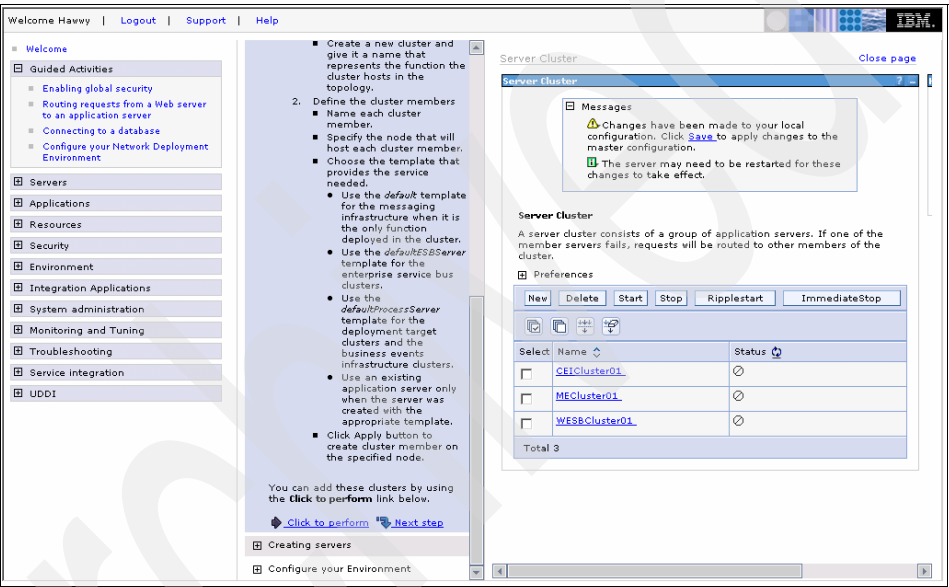 Welcome Hawwy | Logout | Support | Help
IBM.
Welcome
Guided Activities
Enabling global security
Routing requests from a Web server
to an application server
Connecting to a database
Configure your Network Deployment
Environment
Servers
Applications
Resources
Security
Environment
Integration Applications
System administration
Monitoring and Tuning
Troubleshooting
Service integration
UDDI
Create a new cluster and
give it a name that
represents the function the
cluster hosts in the
topology.
2. Define the cluster members
Name each cluster
member.
Specify the node that will
host each cluster member.
Choose the template that
provides the service
needed.
Use the default template
for the messaging
infrastructure when it is
the only function
deployed in the cluster.
Use the defaultESBServer
template for the
enterprise service bus
clusters.
Use the
defaultProcessServer
template for the
deployment target
clusters and the
business events
infrastructure clusters.
Use an existing
application server only
when the server was
created with the
appropriate template.
Click Apply button to
create cluster member on
the specified node.
You can add these clusters by using
the Click to perform link below.
Click to perform Next step
Creating servers
Configure your Environment
Server Cluster Close page
Server Cluster ? –
Messages
Changes have been made to your local
configuration. Click Save to apply changes to the
master configuration.
The server may need to be restarted for these
changes to take effect.
Server Cluster
A server cluster consists of a group of application servers. If one of the
member servers fails, requests will be routed to other members of the
cluster.
Preferences
New Delete Start Stop Ripplestart ImmediateStop
Select Name Status
CEICluster01
MECluster01
WESBCluster01
Total 3